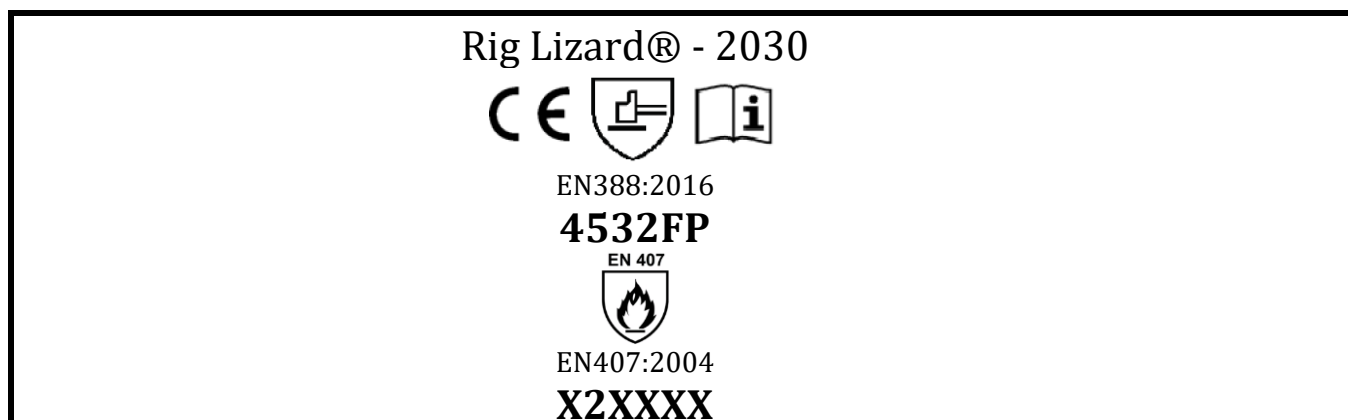 Rig Lizard® - 2030
CE i
EN388:2016
4532FP
EN 407
EN407:2004
X2XXXX